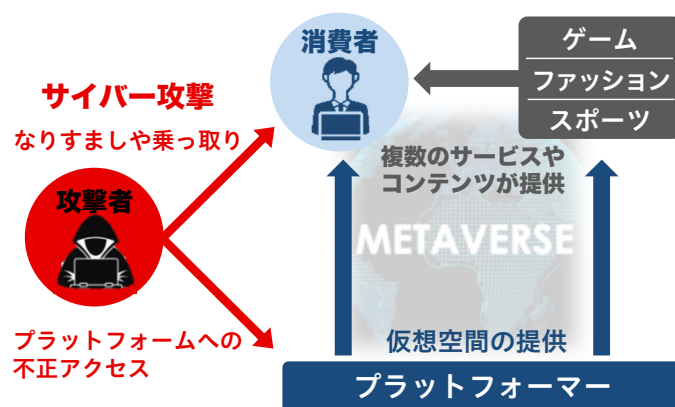 消費者
ゲーム
ファッション
スポーツ
サイバー攻撃
なりすましや乗っ取り
複数のサービスや
コンテンツが提供
攻撃者
METAVERSE
プラットフォームへの
不正アクセス
仮想空間の提供
プラットフォーマー